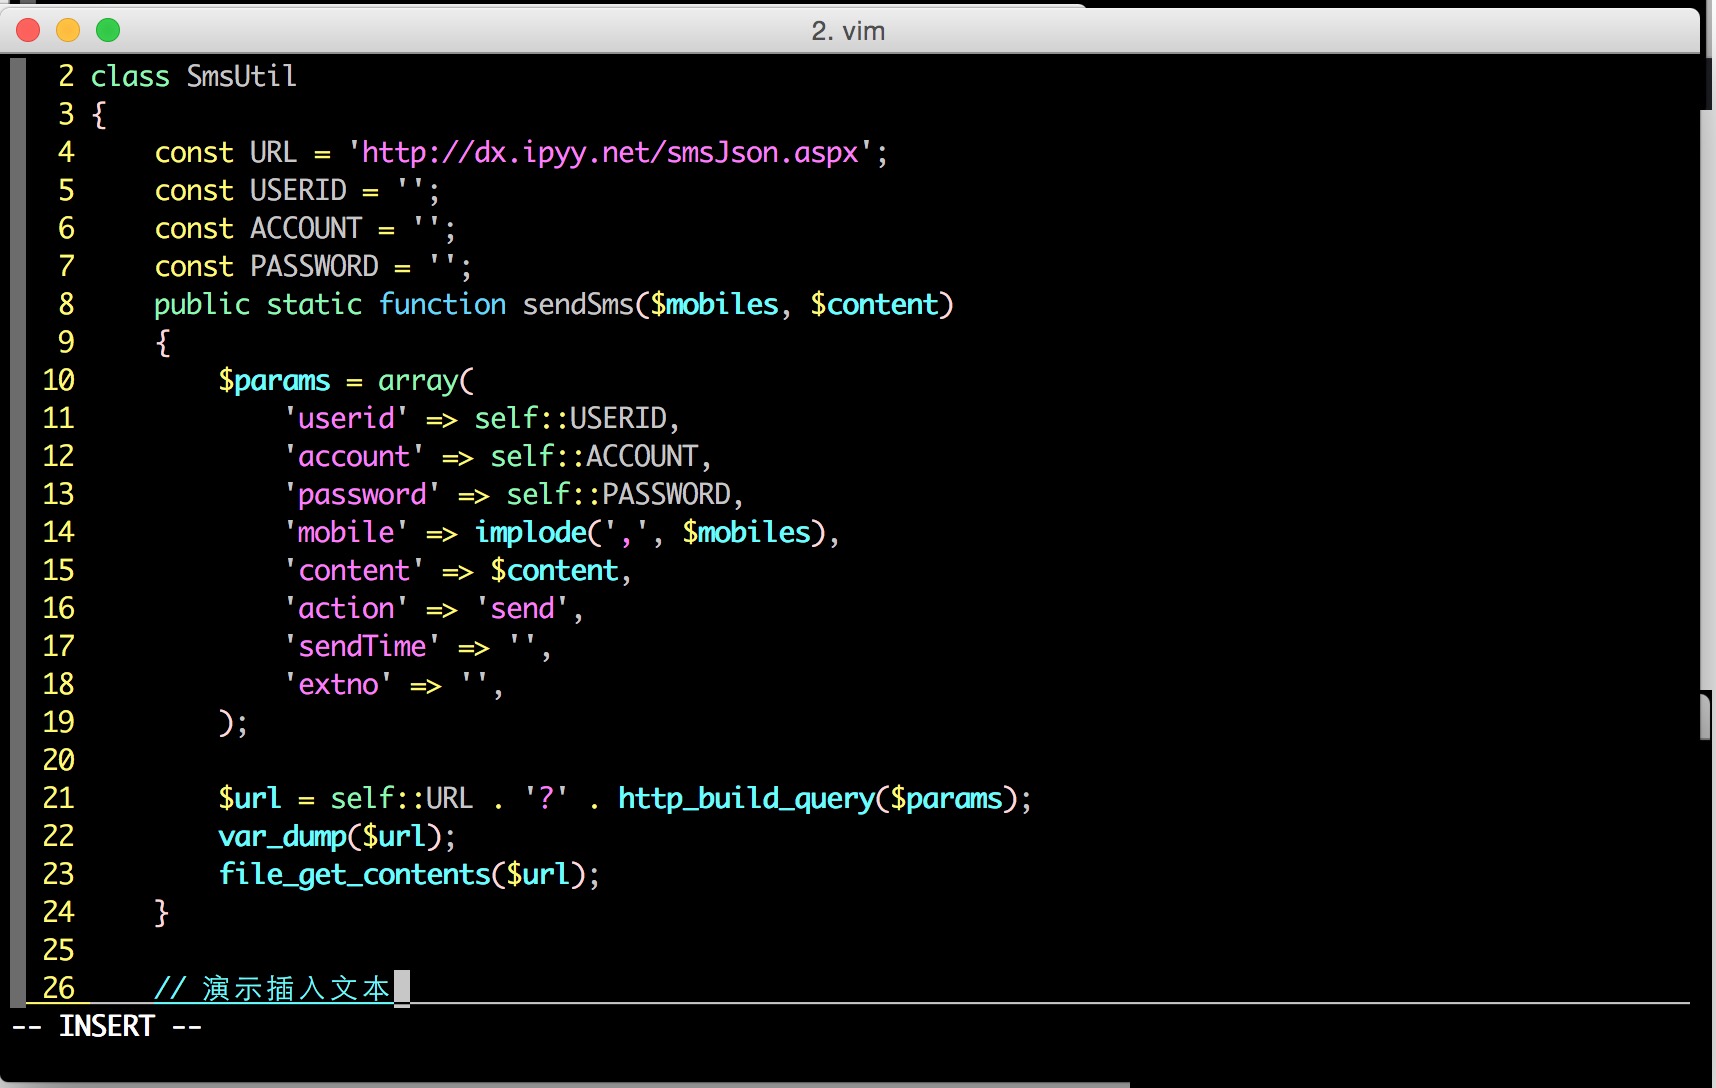 2. vim
2 class SmsUtil
3 {
4     const URL = 'http://dx.ipyy.net/smsJson.aspx';
5     const USERID = '';
6     const ACCOUNT = '';
7     const PASSWORD = '';
8     public static function sendSms($mobiles, $content)
9     {
10         $params = array(
11             'userid' => self::USERID,
12             'account' => self::ACCOUNT,
13             'password' => self::PASSWORD,
14             'mobile' => implode(',', $mobiles),
15             'content' => $content,
16             'action' => 'send',
17             'sendTime' => '',
18             'extno' => '',
19         );
20
21         $url = self::URL . '?' . http_build_query($params);
22         var_dump($url);
23         file_get_contents($url);
24     }
25
26     // 演示插入文本
-- INSERT --